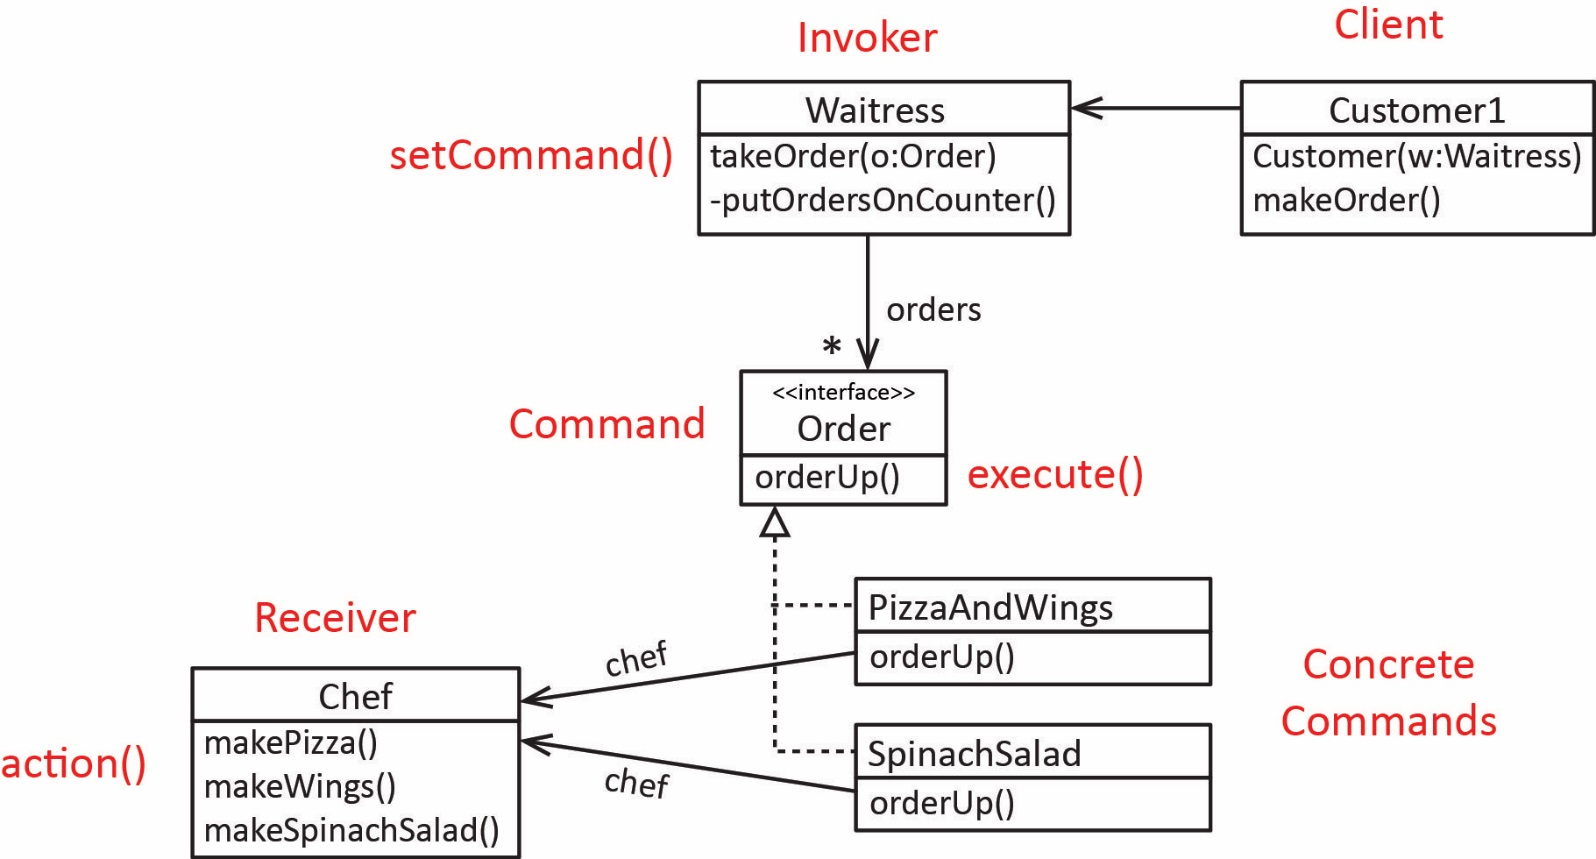 Invoker
Client
Waitress
Customer1
setCommand()
takeOrder(o:Order)
-putOrdersOnCounter()
Customer(w:Waitress)
makeOrder()
orders
*
<<interface>>
Command
Order
orderUp()
execute()
PizzaAndWings
orderUp()
Receiver
chef
Concrete
Commands
Chef
makePizza()
action()
makeWings()
makeSpinachSalad()
chef
SpinachSalad
orderUp()